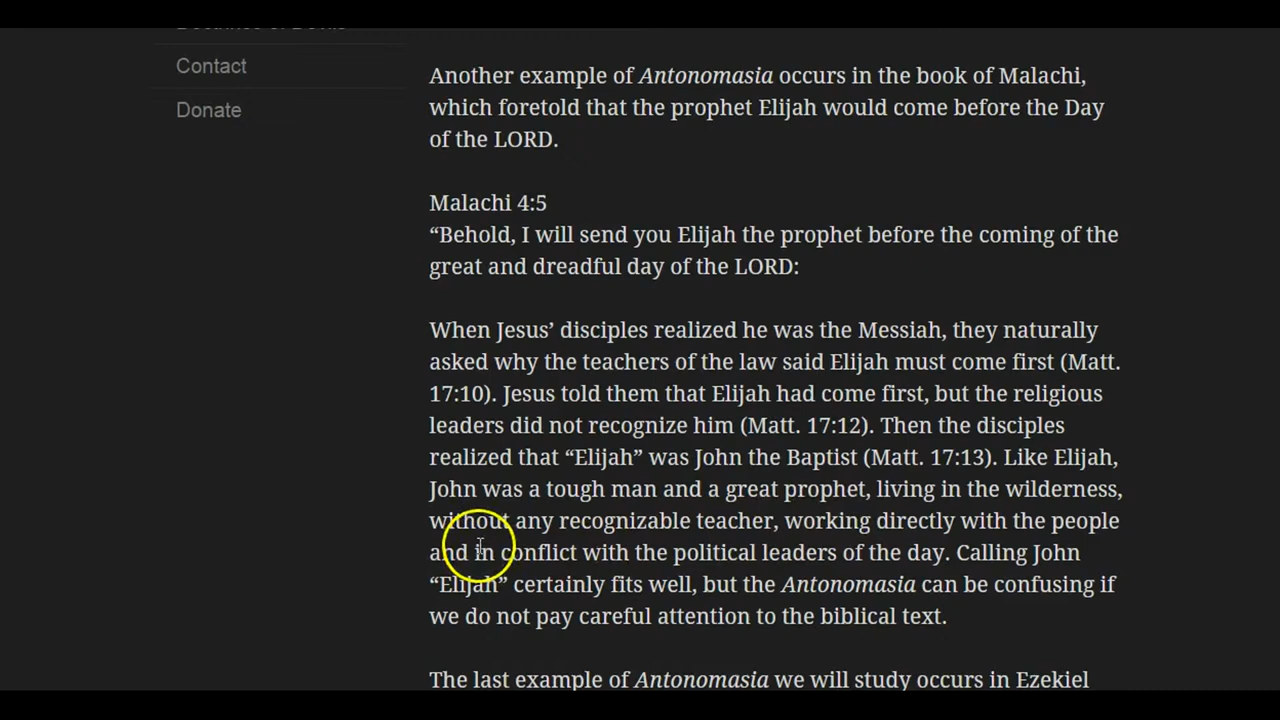 Contact
Donate
Another example of Antonomasia occurs in the book of Malachi,
which foretold that the prophet Elijah would come before the Day
of the LORD.
Malachi 4:5
“Behold, I will send you Elijah the prophet before the coming of the
great and dreadful day of the LORD:
When Jesus’ disciples realized he was the Messiah, they naturally
asked why the teachers of the law said Elijah must come first (Matt.
17:10). Jesus told them that Elijah had come first, but the religious
leaders did not recognize him (Matt. 17:12). Then the disciples
realized that “Elijah” was John the Baptist (Matt. 17:13). Like Elijah,
John was a tough man and a great prophet, living in the wilderness,
without any recognizable teacher, working directly with the people
and in conflict with the political leaders of the day. Calling John
“Elijah” certainly fits well, but the Antonomasia can be confusing if
we do not pay careful attention to the biblical text.
The last example of Antonomasia we will study occurs in Ezekiel